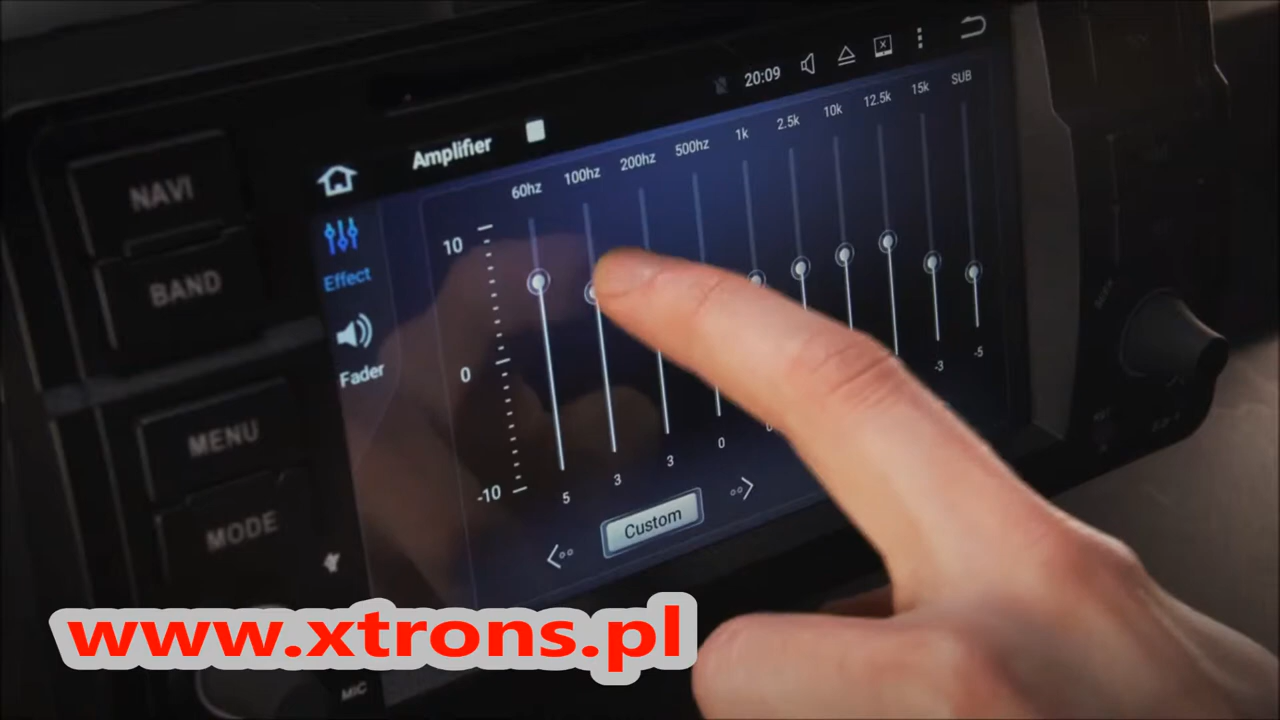 20:09
Amplifier
60hz 100hz 200hz 500hz 1k 2.5k 10k 12.5k 15k SUB
NAVI
BAND
MENU
MODE
MIC
Effect
Fader
10
0
-10
5 3 3 0 -3 -5
Custom
www.xtrons.pl